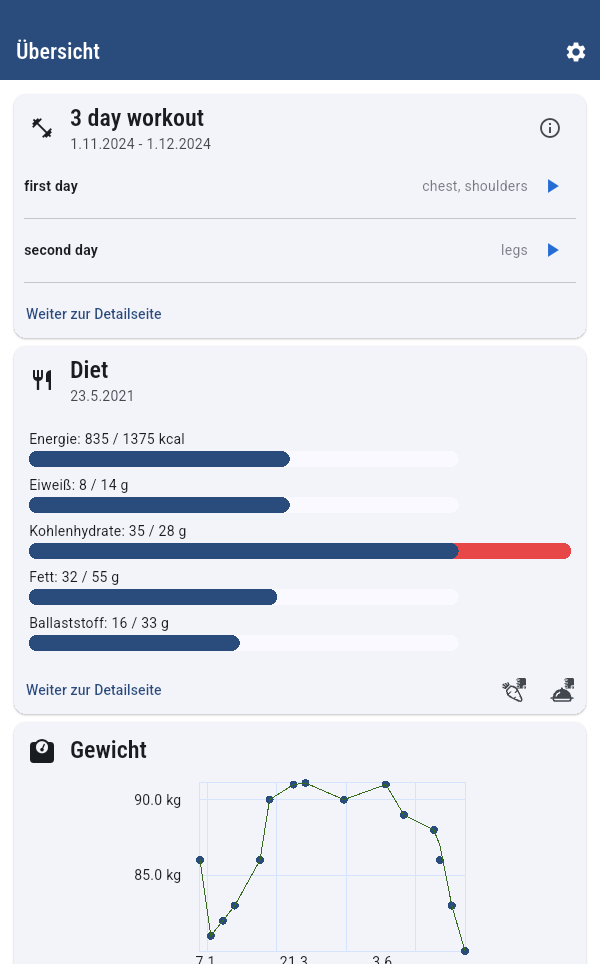 Übersicht
3 day workout
1.11.2024 - 1.12.2024
first day
chest, shoulders
second day
legs
Weiter zur Detailseite
Diet
23.5.2021
Energie: 835 / 1375 kcal
Eiweiß: 8 / 14 g
Kohlenhydrate: 35 / 28 g
Fett: 32 / 55 g
Ballaststoff: 16 / 33 g
Weiter zur Detailseite
Gewicht
90.0 kg
85.0 kg
7.1 21.3 3.6